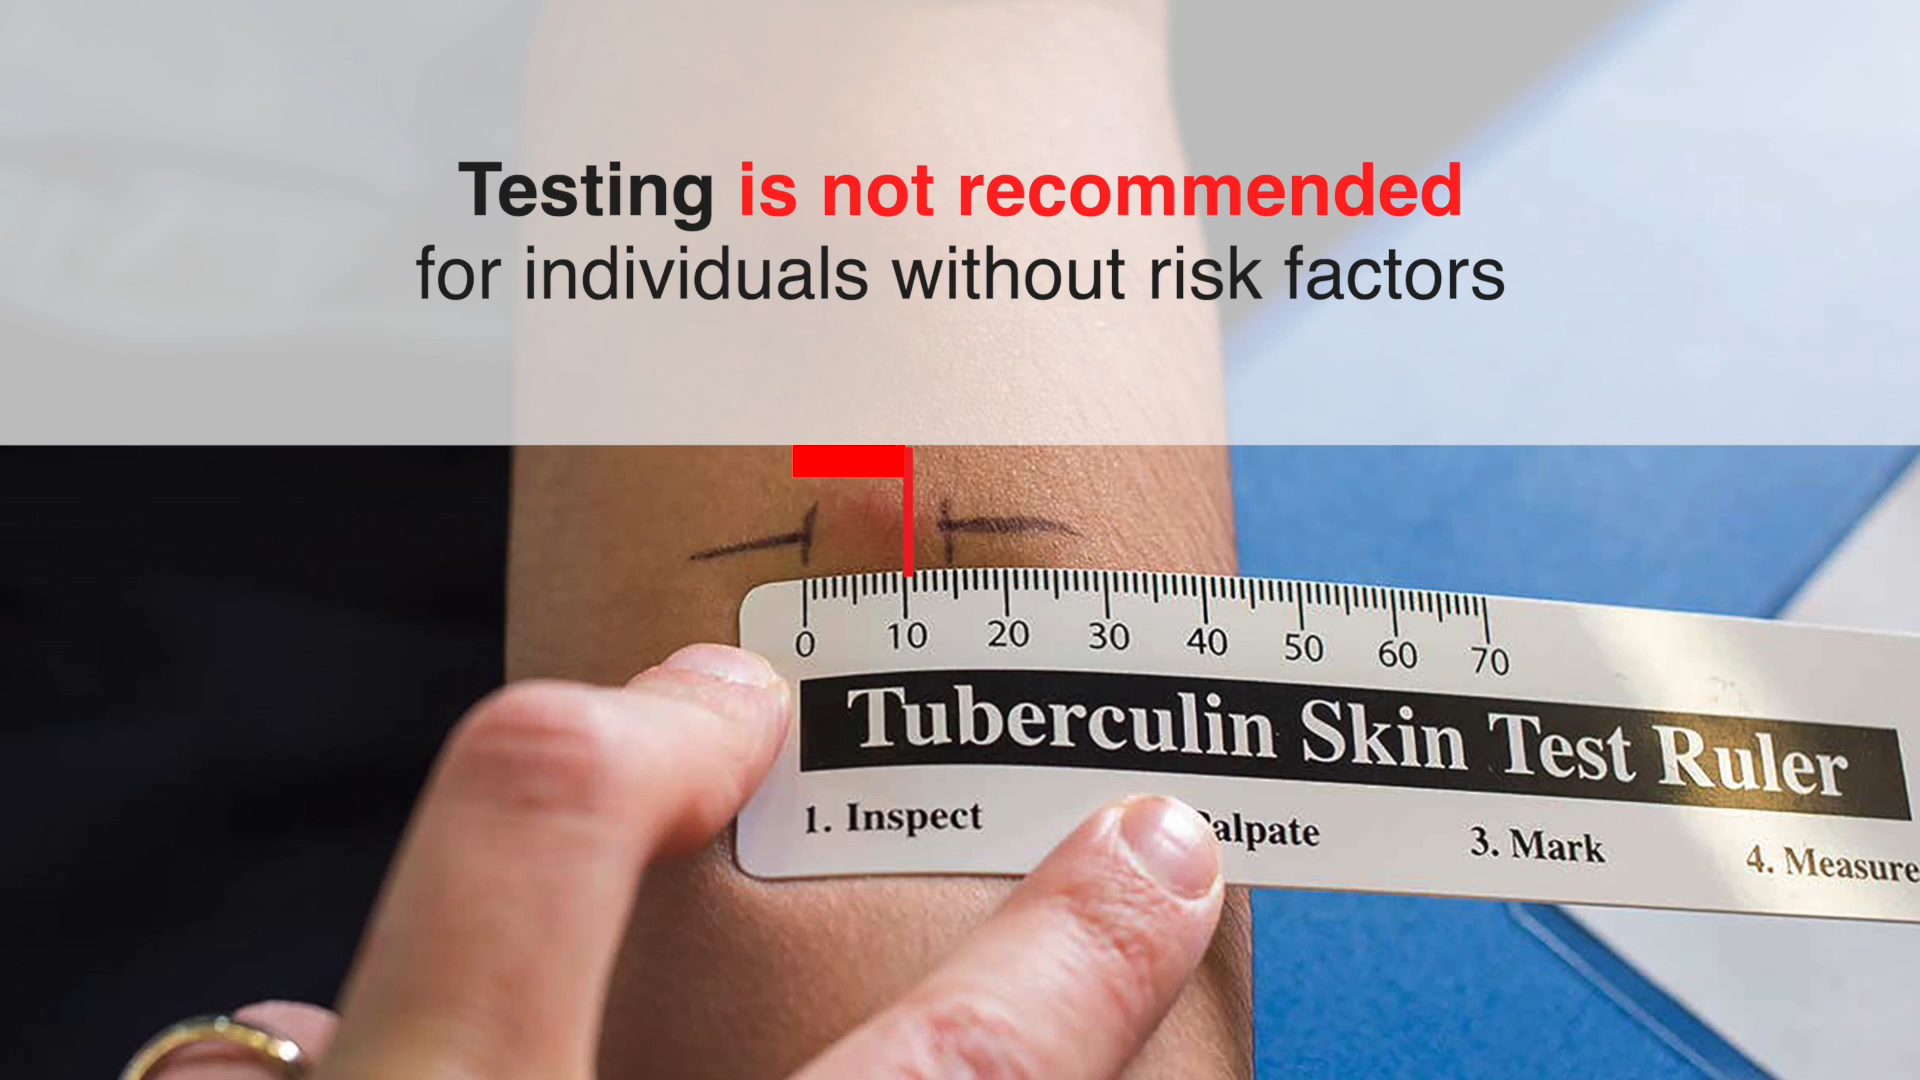 Testing is not recommended
for individuals without risk factors
0 10 20 30 40 50 60 70
Tuberculin Skin Test Ruler
1. Inspect alpate 3. Mark 4. Measure